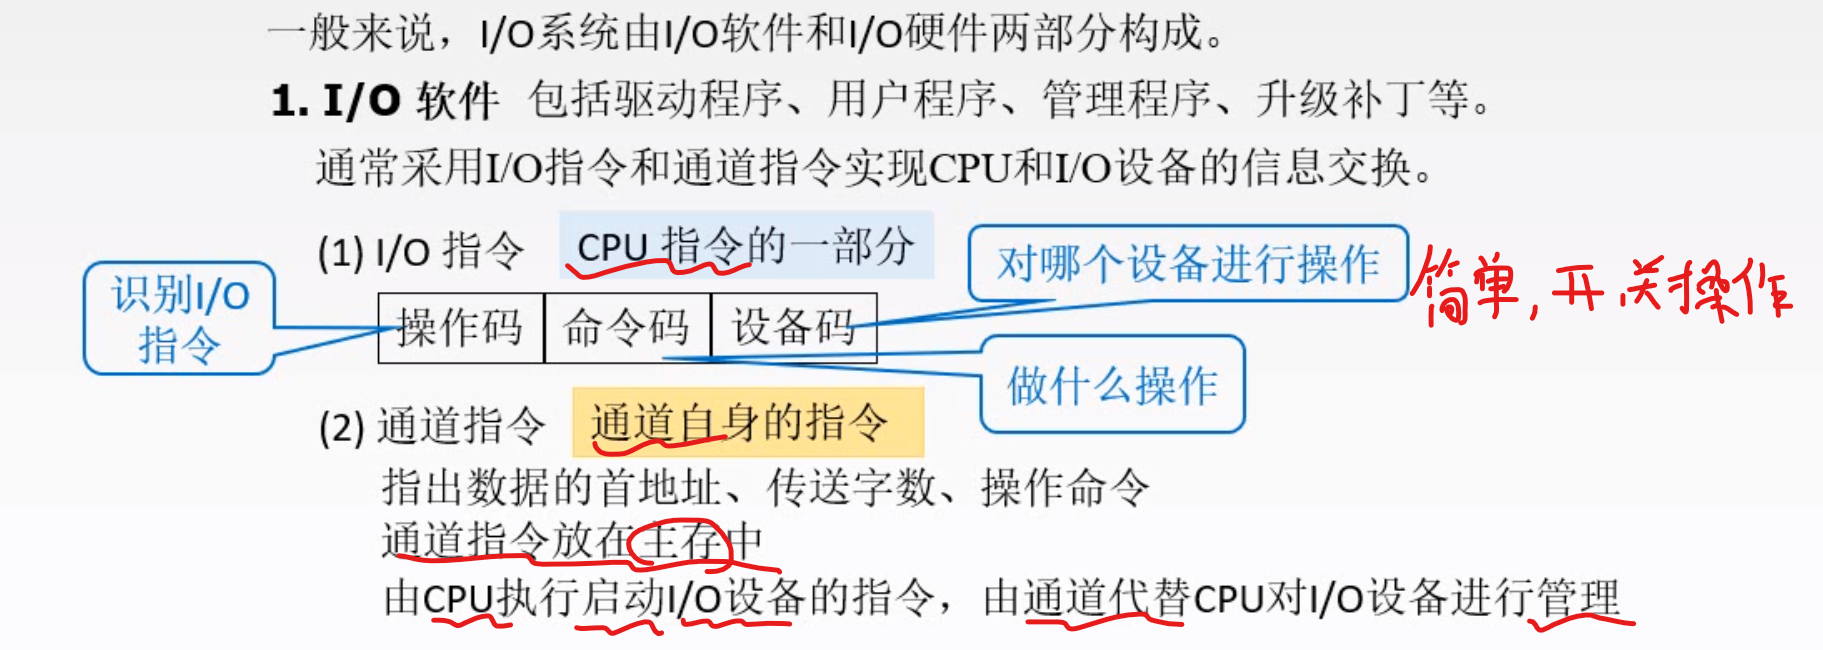 一般来说，I/O系统由I/O软件和I/O硬件两部分构成。
1. I/O 软件 包括驱动程序、用户程序、管理程序、升级补丁等。
通常采用I/O指令和通道指令实现CPU和I/O设备的信息交换。
(1) I/O 指令 CPU 指令的一部分
对哪个设备进行操作
简单，开、关操作
识别I/O
指令
操作码 命令码 设备码
做什么操作
(2) 通道指令 通道自身的指令
指出数据的首地址、传送字数、操作命令
通道指令放在主存中
由CPU执行启动I/O设备的指令，由通道代替CPU对I/O设备进行管理